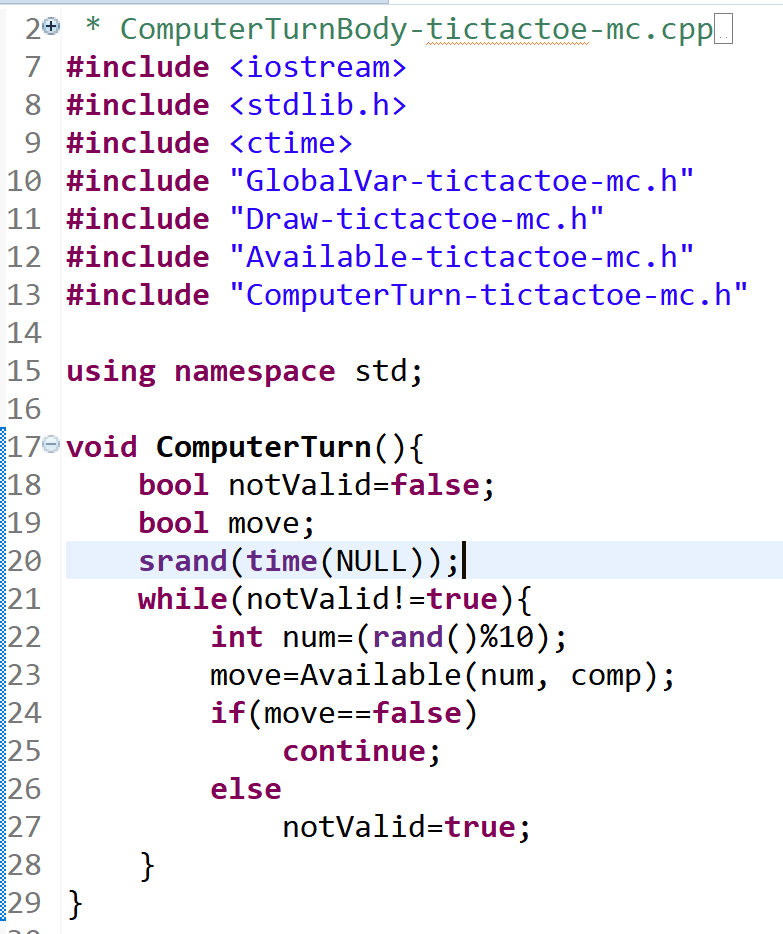 2 * ComputerTurnBody-tictactoe-mc.cpp
7 #include <iostream>
8 #include <stdlib.h>
9 #include <ctime>
10 #include "GlobalVar-tictactoe-mc.h"
11 #include "Draw-tictactoe-mc.h"
12 #include "Available-tictactoe-mc.h"
13 #include "ComputerTurn-tictactoe-mc.h"
14
15 using namespace std;
16
17 void ComputerTurn(){
18     bool notValid=false;
19     bool move;
20     srand(time(NULL));
21     while(notValid!=true){
22         int num=(rand()%10);
23         move=Available(num, comp);
24         if(move==false)
25             continue;
26         else
27             notValid=true;
28     }
29 }